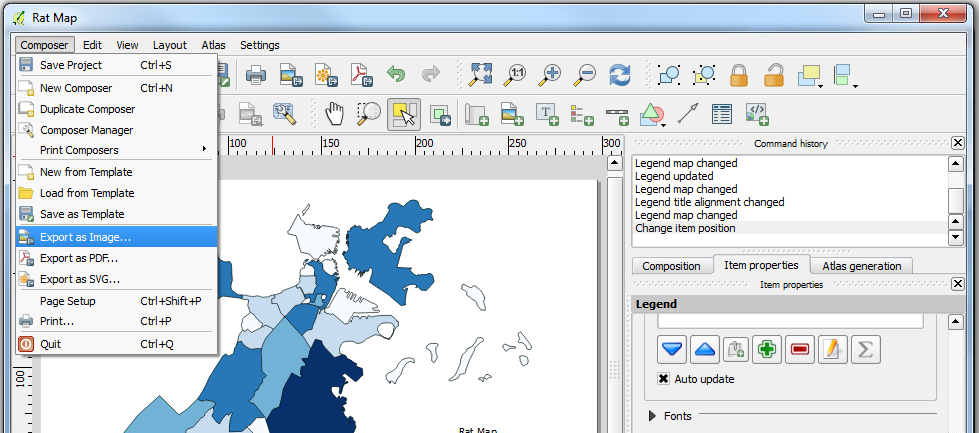 Rat Map
Composer Edit View Layout Atlas Settings
Save Project Ctrl+S
New Composer Ctrl+N
Duplicate Composer
Composer Manager
Print Composers
New from Template
Load from Template
Save as Template
Export as Image...
Export as PDF...
Export as SVG...
Page Setup Ctrl+Shift+P
Print... Ctrl+P
Quit Ctrl+Q
1:1
T
100 150 200 250 300
100
Rat Map
Command history
Legend map changed
Legend updated
Legend map changed
Legend title alignment changed
Legend map changed
Change item position
Composition Item properties Atlas generation
Item properties
Legend
Σ
Auto update
Fonts